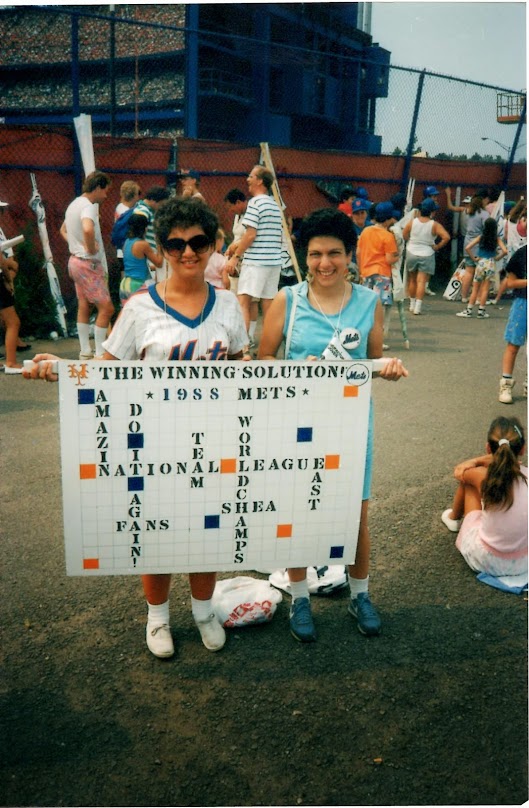 NY THE WINNING SOLUTION! Mets
★ 1988 METS ★
AMAZIN
DO IT AGAIN!
TEAM
WORLD CHAMPS
NATIONAL LEAGUE
EAST
SHEA
FANS
Mets